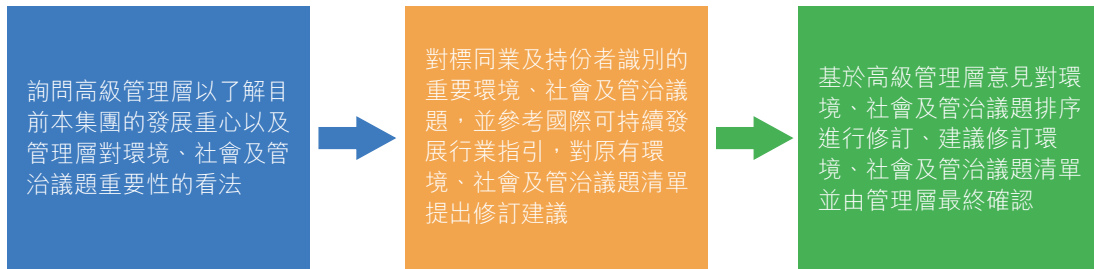 詢問高級管理層以了解目
前本集團的發展重心以及
管理層對環境、社會及管
治議題重要性的看法
對標同業及持份者識別的
重要環境、社會及管治議
題，並參考國際可持續發
展行業指引，對原有環
境、社會及管治議題清單
提出修訂建議
基於高級管理層意見對環
境、社會及管治議題排序
進行修訂、建議修訂環
境、社會及管治議題清單
並由管理層最終確認